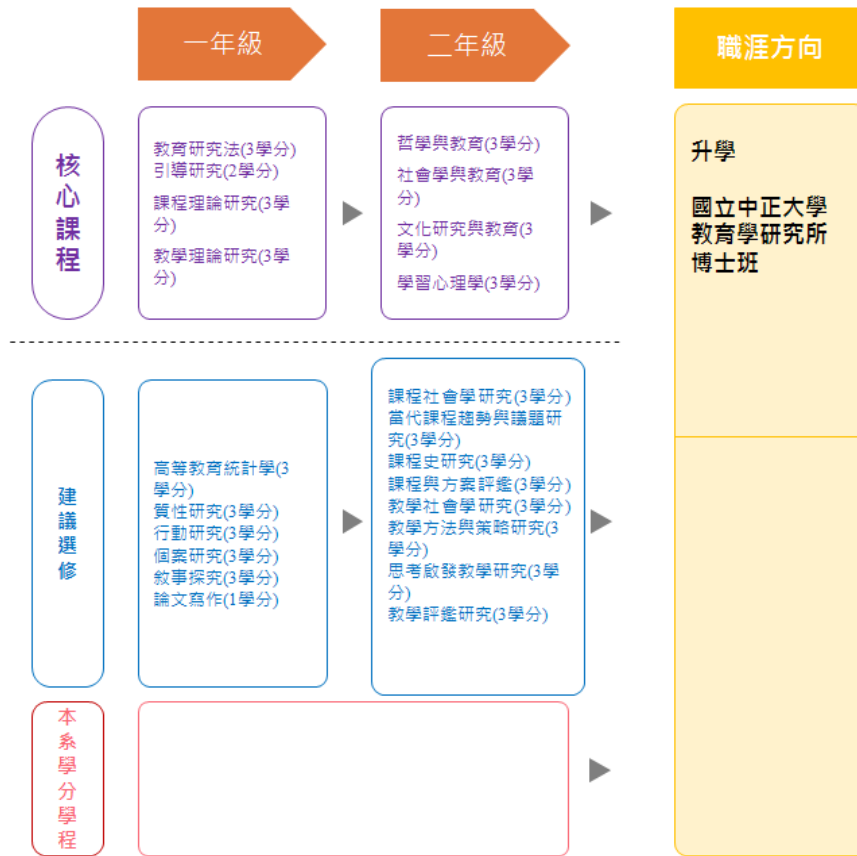 一年級
二年級
職涯方向
核
心
課
程
教育研究法(3學分)
引導研究(2學分)
課程理論研究(3學
分)
教學理論研究(3學
分)
哲學與教育(3學分)
社會學與教育(3學
分)
文化研究與教育(3
學分)
學習心理學(3學分)
升學
國立中正大學
教育學研究所
博士班
建
議
選
修
高等教育統計學(3
學分)
質性研究(3學分)
行動研究(3學分)
個案研究(3學分)
敘事探究(3學分)
論文寫作(1學分)
課程社會學研究(3學分)
當代課程趨勢與議題研
究(3學分)
課程史研究(3學分)
課程與方案評鑑(3學分)
教學社會學研究(3學分)
教學方法與策略研究(3
學分)
思考啟發教學研究(3學
分)
教學評鑑研究(3學分)
本
系
學
分
學
程